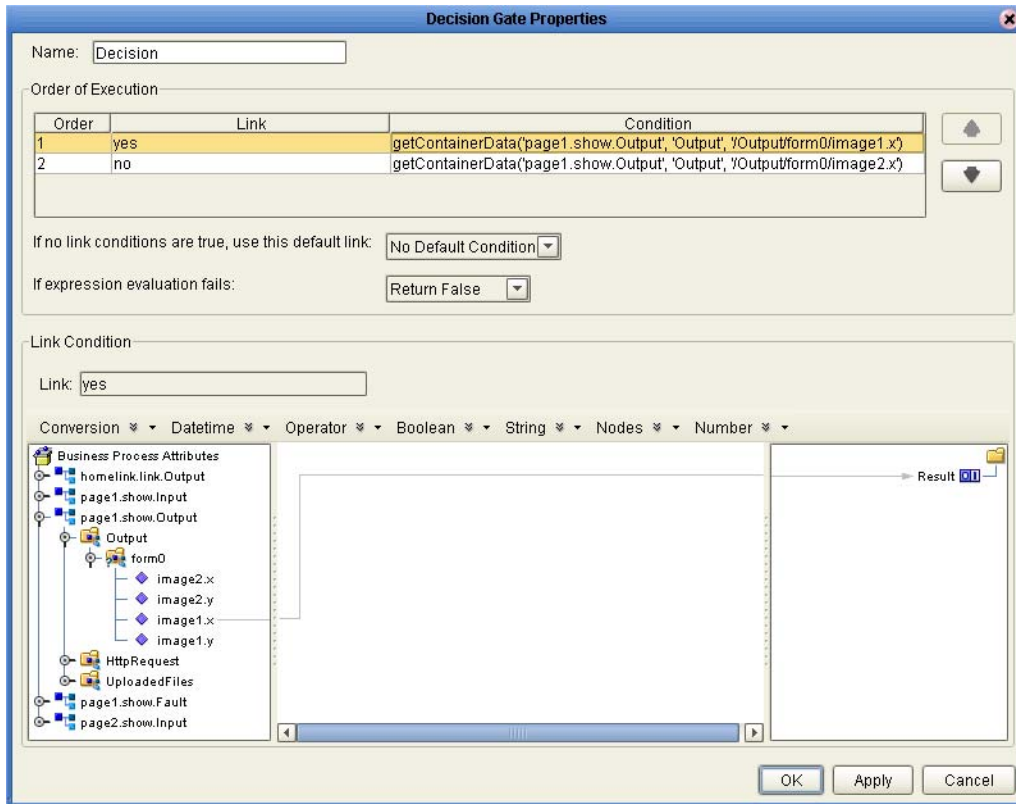 Decision Gate Properties
Name: Decision
Order of Execution
Order Link Condition
1 yes getContainerData('page1.show.Output', 'Output', '/Output/form0/image1.x')
2 no getContainerData('page1.show.Output', 'Output', '/Output/form0/image2.x')
If no link conditions are true, use this default link: No Default Condition
If expression evaluation fails: Return False
Link Condition
Link: yes
Conversion Datetime Operator Boolean String Nodes Number
Business Process Attributes
homelink.link.Output
page1.show.Input
page1.show.Output
Output
form0
image2.x
image2.y
image1.x
image1.y
HttpRequest
UploadedFiles
page1.show.Fault
page2.show.Input
Result
OK Apply Cancel